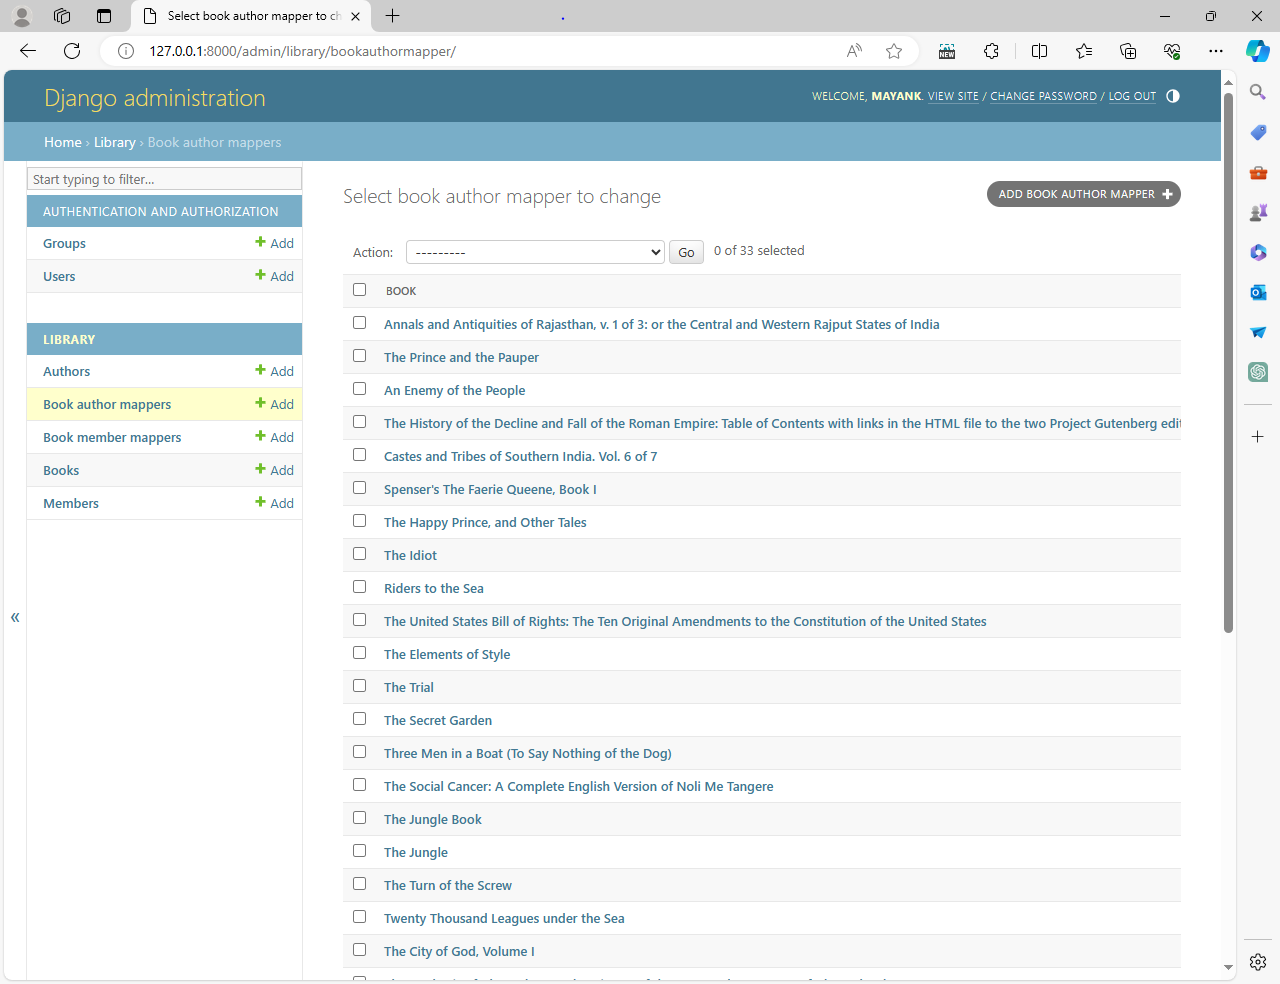 Select book author mapper to ch
127.0.0.1:8000/admin/library/bookauthormapper/
NEW
Django administration
WELCOME, MAYANK. VIEW SITE / CHANGE PASSWORD / LOG OUT
Home › Library › Book author mappers
Start typing to filter...
AUTHENTICATION AND AUTHORIZATION
Groups
Add
Users
Add
LIBRARY
Authors
Add
Book author mappers
Add
Book member mappers
Add
Books
Add
Members
Add
«
Select book author mapper to change
ADD BOOK AUTHOR MAPPER
Action:
---------
Go
0 of 33 selected
BOOK
Annals and Antiquities of Rajasthan, v. 1 of 3: or the Central and Western Rajput States of India
The Prince and the Pauper
An Enemy of the People
The History of the Decline and Fall of the Roman Empire: Table of Contents with links in the HTML file to the two Project Gutenberg edit
Castes and Tribes of Southern India. Vol. 6 of 7
Spenser's The Faerie Queene, Book I
The Happy Prince, and Other Tales
The Idiot
Riders to the Sea
The United States Bill of Rights: The Ten Original Amendments to the Constitution of the United States
The Elements of Style
The Trial
The Secret Garden
Three Men in a Boat (To Say Nothing of the Dog)
The Social Cancer: A Complete English Version of Noli Me Tangere
The Jungle Book
The Jungle
The Turn of the Screw
Twenty Thousand Leagues under the Sea
The City of God, Volume I